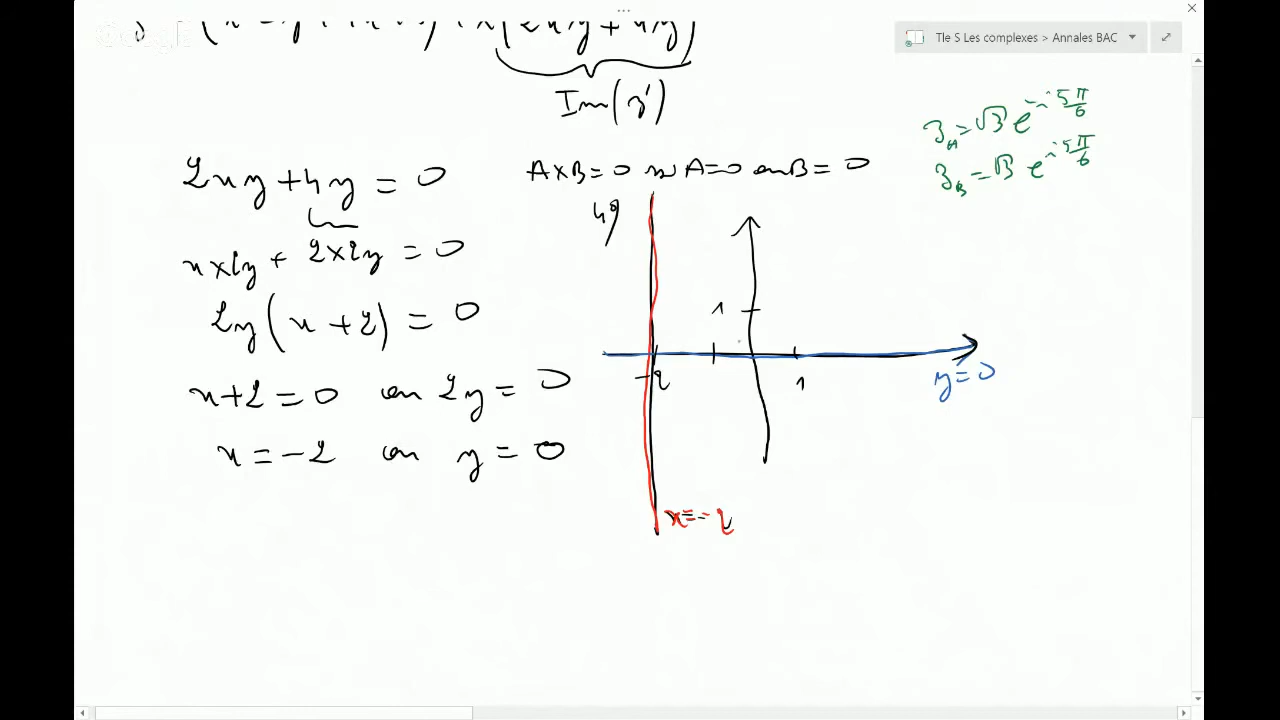 Tle S Les complexes > Annales BAC
Im(z')
z_A = √3 e^{-i 5π/6}
z_B = √3 e^{-i 5π/6}
2xy + 4y = 0
A×B = 0 ⇔ A=0 ou B = 0
4y
x×2y + 2×2y = 0
2y(x + 2) = 0
1
-2
1
y=0
x+2 = 0 ou 2y = 0
x = -2 ou y = 0
x=-2